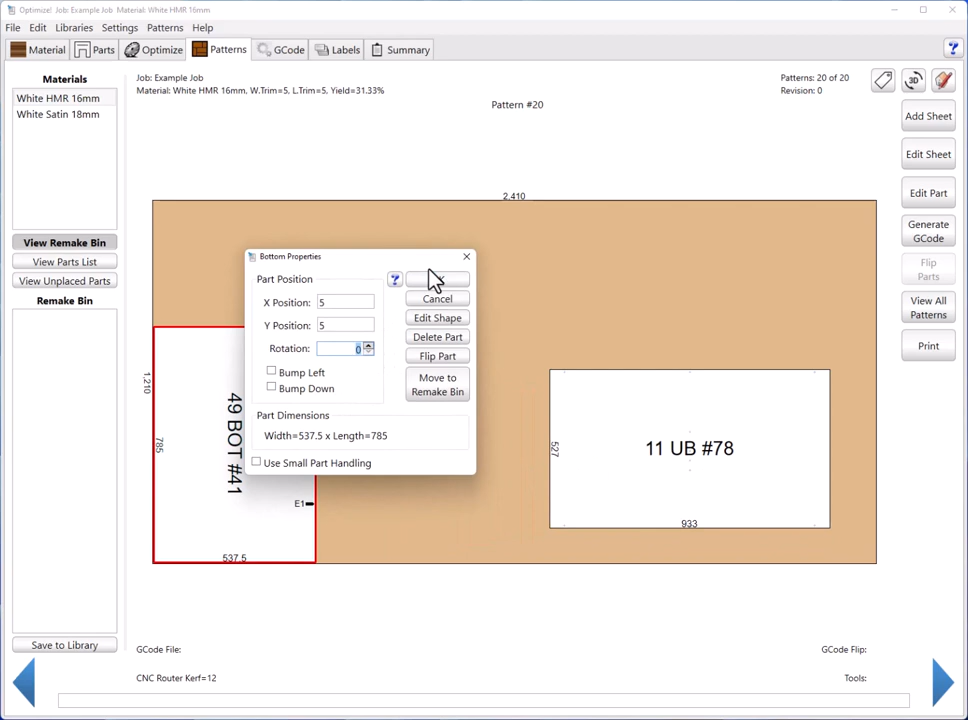 Optimize! Job: Example Job Material: White HMR 16mm
File Edit Libraries Settings Patterns Help
Material Parts Optimize Patterns GCode Labels Summary ?
Materials
White HMR 16mm
White Satin 18mm
View Remake Bin
View Parts List
View Unplaced Parts
Remake Bin
Save to Library
Job: Example Job
Material: White HMR 16mm, W.Trim=5, L.Trim=5, Yield=31.33%
Pattern #20
Patterns: 20 of 20
Revision: 0
3D
Add Sheet
Edit Sheet
Edit Part
Generate
GCode
Flip
Parts
View All
Patterns
Print
2,410
1,210
785
49 BOT #41
E1
537.5
Bottom Properties
Part Position
?
X Position: 5
Cancel
Y Position: 5
Edit Shape
Rotation: 0
Delete Part
Flip Part
Bump Left
Bump Down
Move to
Remake Bin
Part Dimensions
Width=537.5 x Length=785
Use Small Part Handling
527
11 UB #78
933
GCode File:
GCode Flip:
CNC Router Kerf=12
Tools: